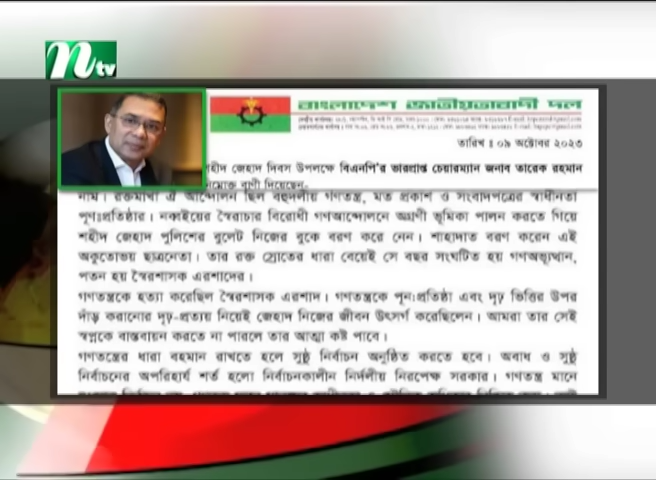 ntv
বাংলাদেশ জাতীয়তাবাদী দল
তারিখ ঃ ০৯ অক্টোবর ২০২৩
শহীদ জেহাদ দিবস উপলক্ষে বিএনপি'র ভারপ্রাপ্ত চেয়ারম্যান জনাব তারেক রহমান
নিম্নোক্ত বাণী দিয়েছেন-
নাম। রক্তমাখা এ আন্দোলন ছিল বহুদলীয় গণতন্ত্র, মত প্রকাশ ও সংবাদপত্রের স্বাধীনতা
পুণঃপ্রতিষ্ঠার। নব্বইয়ের স্বৈরাচার বিরোধী গণআন্দোলনে অগ্রণী ভূমিকা পালন করতে গিয়ে
শহীদ জেহাদ পুলিশের বুলেট নিজের বুকে বরণ করে নেন। শাহাদাত বরণ করেন এই
অকুতোভয় ছাত্রনেতা। তার রক্ত স্রোতের ধারা বেয়েই সে বছর সংঘটিত হয় গণঅভ্যুত্থান,
পতন হয় স্বৈরশাসক এরশাদের।
গণতন্ত্রকে হত্যা করেছিল স্বৈরশাসক এরশাদ। গণতন্ত্রকে পুন:প্রতিষ্ঠা এবং দৃঢ় ভিত্তির উপর
দাঁড় করানোর দৃঢ়-প্রত্যয় নিয়েই জেহাদ নিজের জীবন উৎসর্গ করেছিলেন। আমরা তার সেই
স্বপ্নকে বাস্তবায়ন করতে না পারলে তার আত্মা কষ্ট পাবে।
গণতন্ত্রের ধারা বহমান রাখতে হলে সুষ্ঠু নির্বাচন অনুষ্ঠিত করতে হবে। অবাধ ও সুষ্ঠু
নির্বাচনের অপরিহার্য শর্ত হলো নির্বাচনকালীন নির্দলীয় নিরপেক্ষ সরকার। গণতন্ত্র মানে